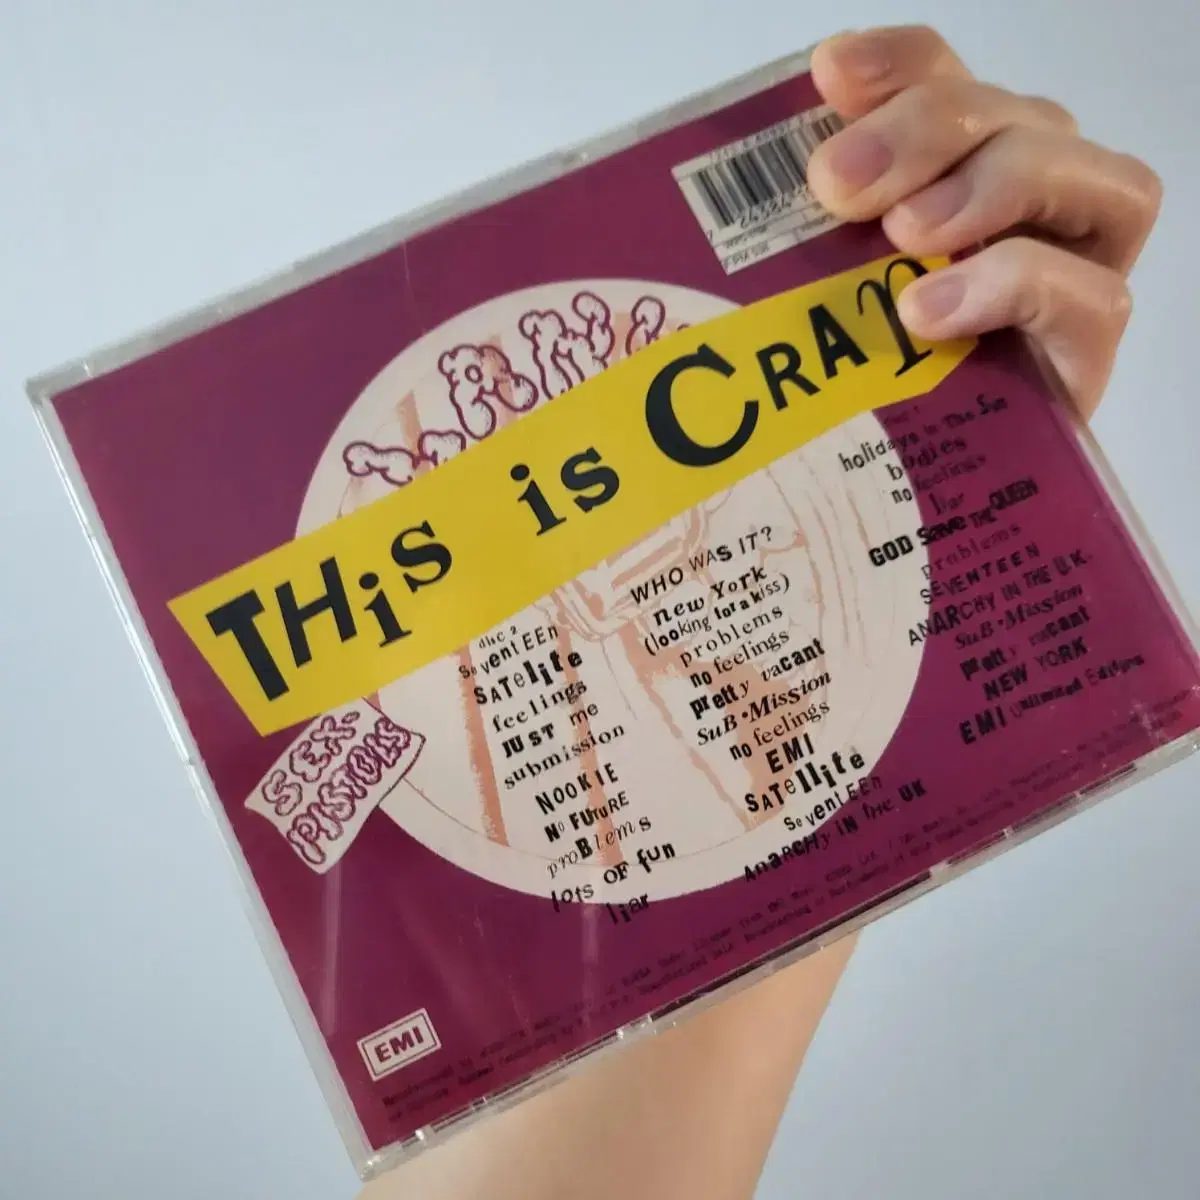 THis is CRAP
SEX-
PISTOLS
disc 2
SeventEEn
SATellite
feelings
JUST me
submission
NOOKIE
No FUTURE
proBlems
lots OF fun
liar
WHO WAS IT?
new York
(looking for a kiss)
problems
no feelings
pretty vacant
SuB•Mission
no feelings
EMI
SATellite
SeventEEn
AnaRCHy IN the UK
holidays in The Sun
bodies
no feelings
liar
GOD Save THE QUEEN
problems
SEVENTEEN
ANARCHY IN THE U.K.
SuB•Mission
pretty vacant
NEW YORK
EMI Unlimited Edition
EMI